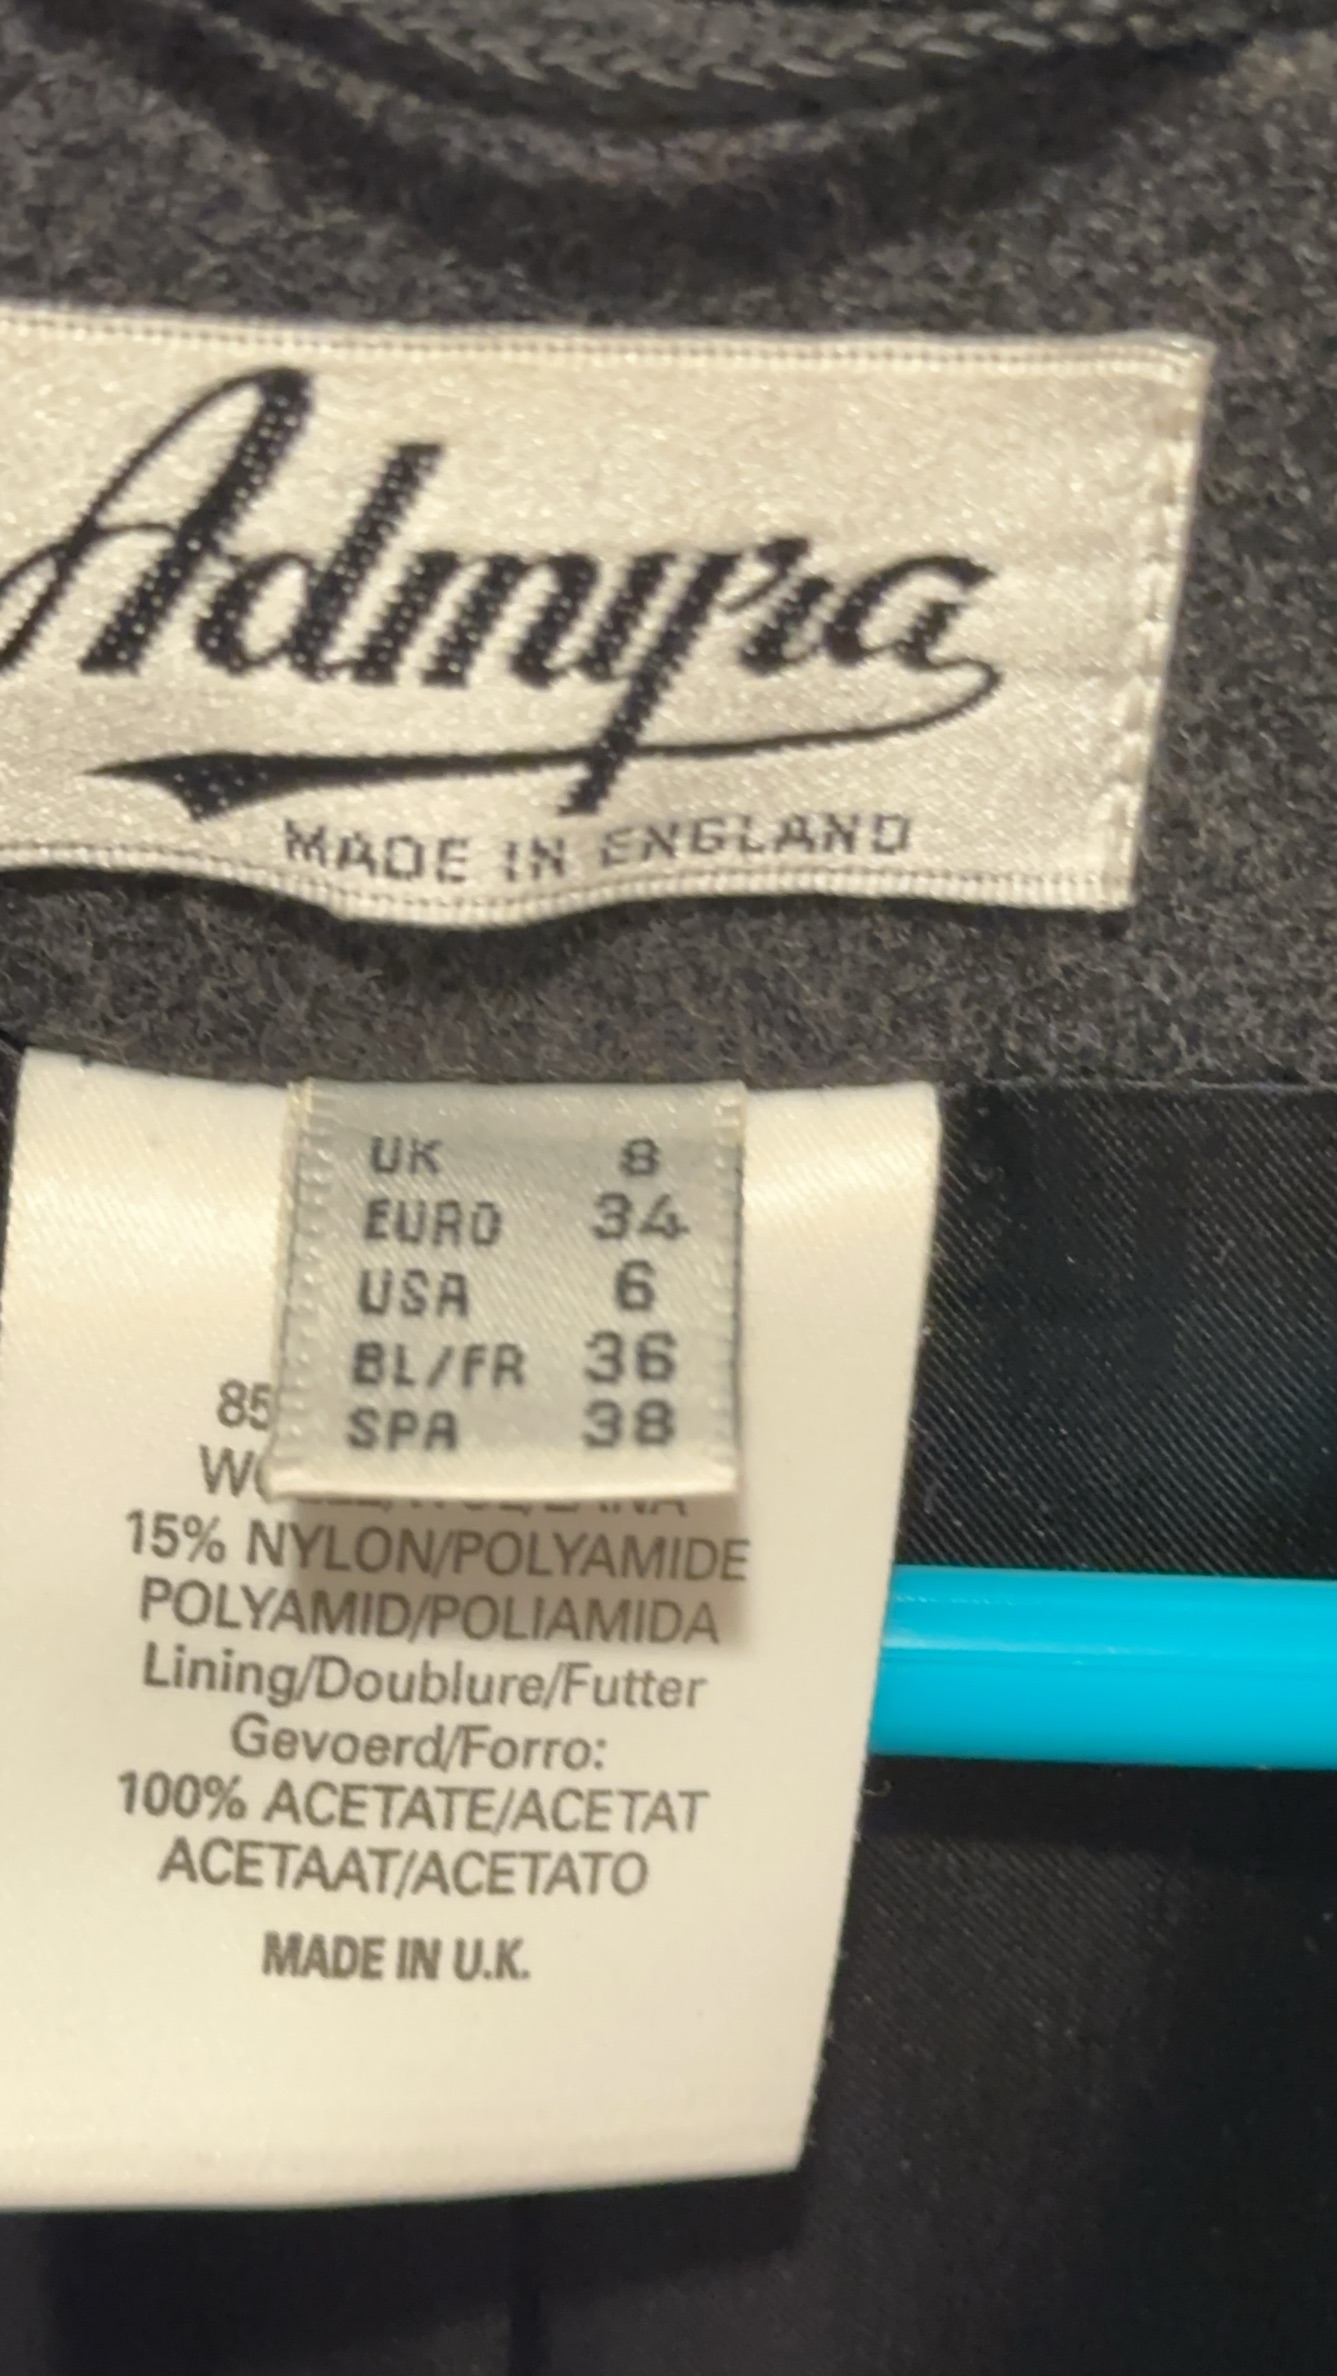 Admyra
MADE IN ENGLAND
UK 8
EURO 34
USA 6
BL/FR 36
SPA 38
85
15% NYLON/POLYAMIDE
POLYAMID/POLIAMIDA
Lining/Doublure/Futter
Gevoerd/Forro:
100% ACETATE/ACETAT
ACETAAT/ACETATO
MADE IN U.K.